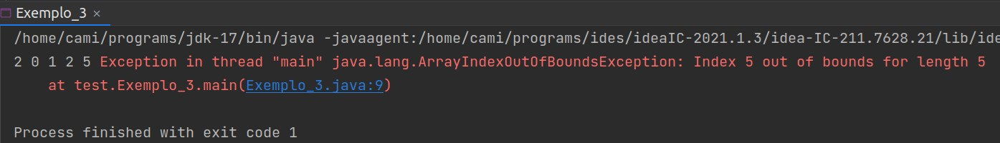 Exemplo_3 ×
/home/cami/programs/jdk-17/bin/java -javaagent:/home/cami/programs/ides/ideaIC-2021.1.3/idea-IC-211.7628.21/lib/ide
2 0 1 2 5 Exception in thread "main" java.lang.ArrayIndexOutOfBoundsException: Index 5 out of bounds for length 5
at test.Exemplo_3.main(Exemplo_3.java:9)
Process finished with exit code 1